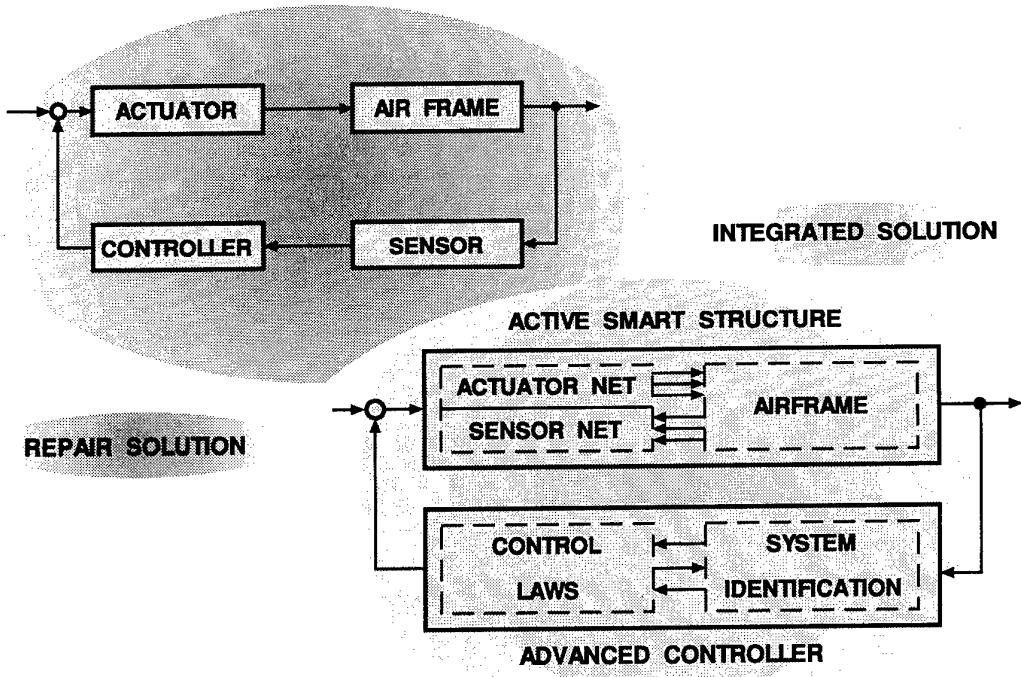 ACTUATOR
AIR FRAME
CONTROLLER
SENSOR
REPAIR SOLUTION
INTEGRATED SOLUTION
ACTIVE SMART STRUCTURE
ACTUATOR NET
SENSOR NET
AIRFRAME
CONTROL
LAWS
SYSTEM
IDENTIFICATION
ADVANCED CONTROLLER